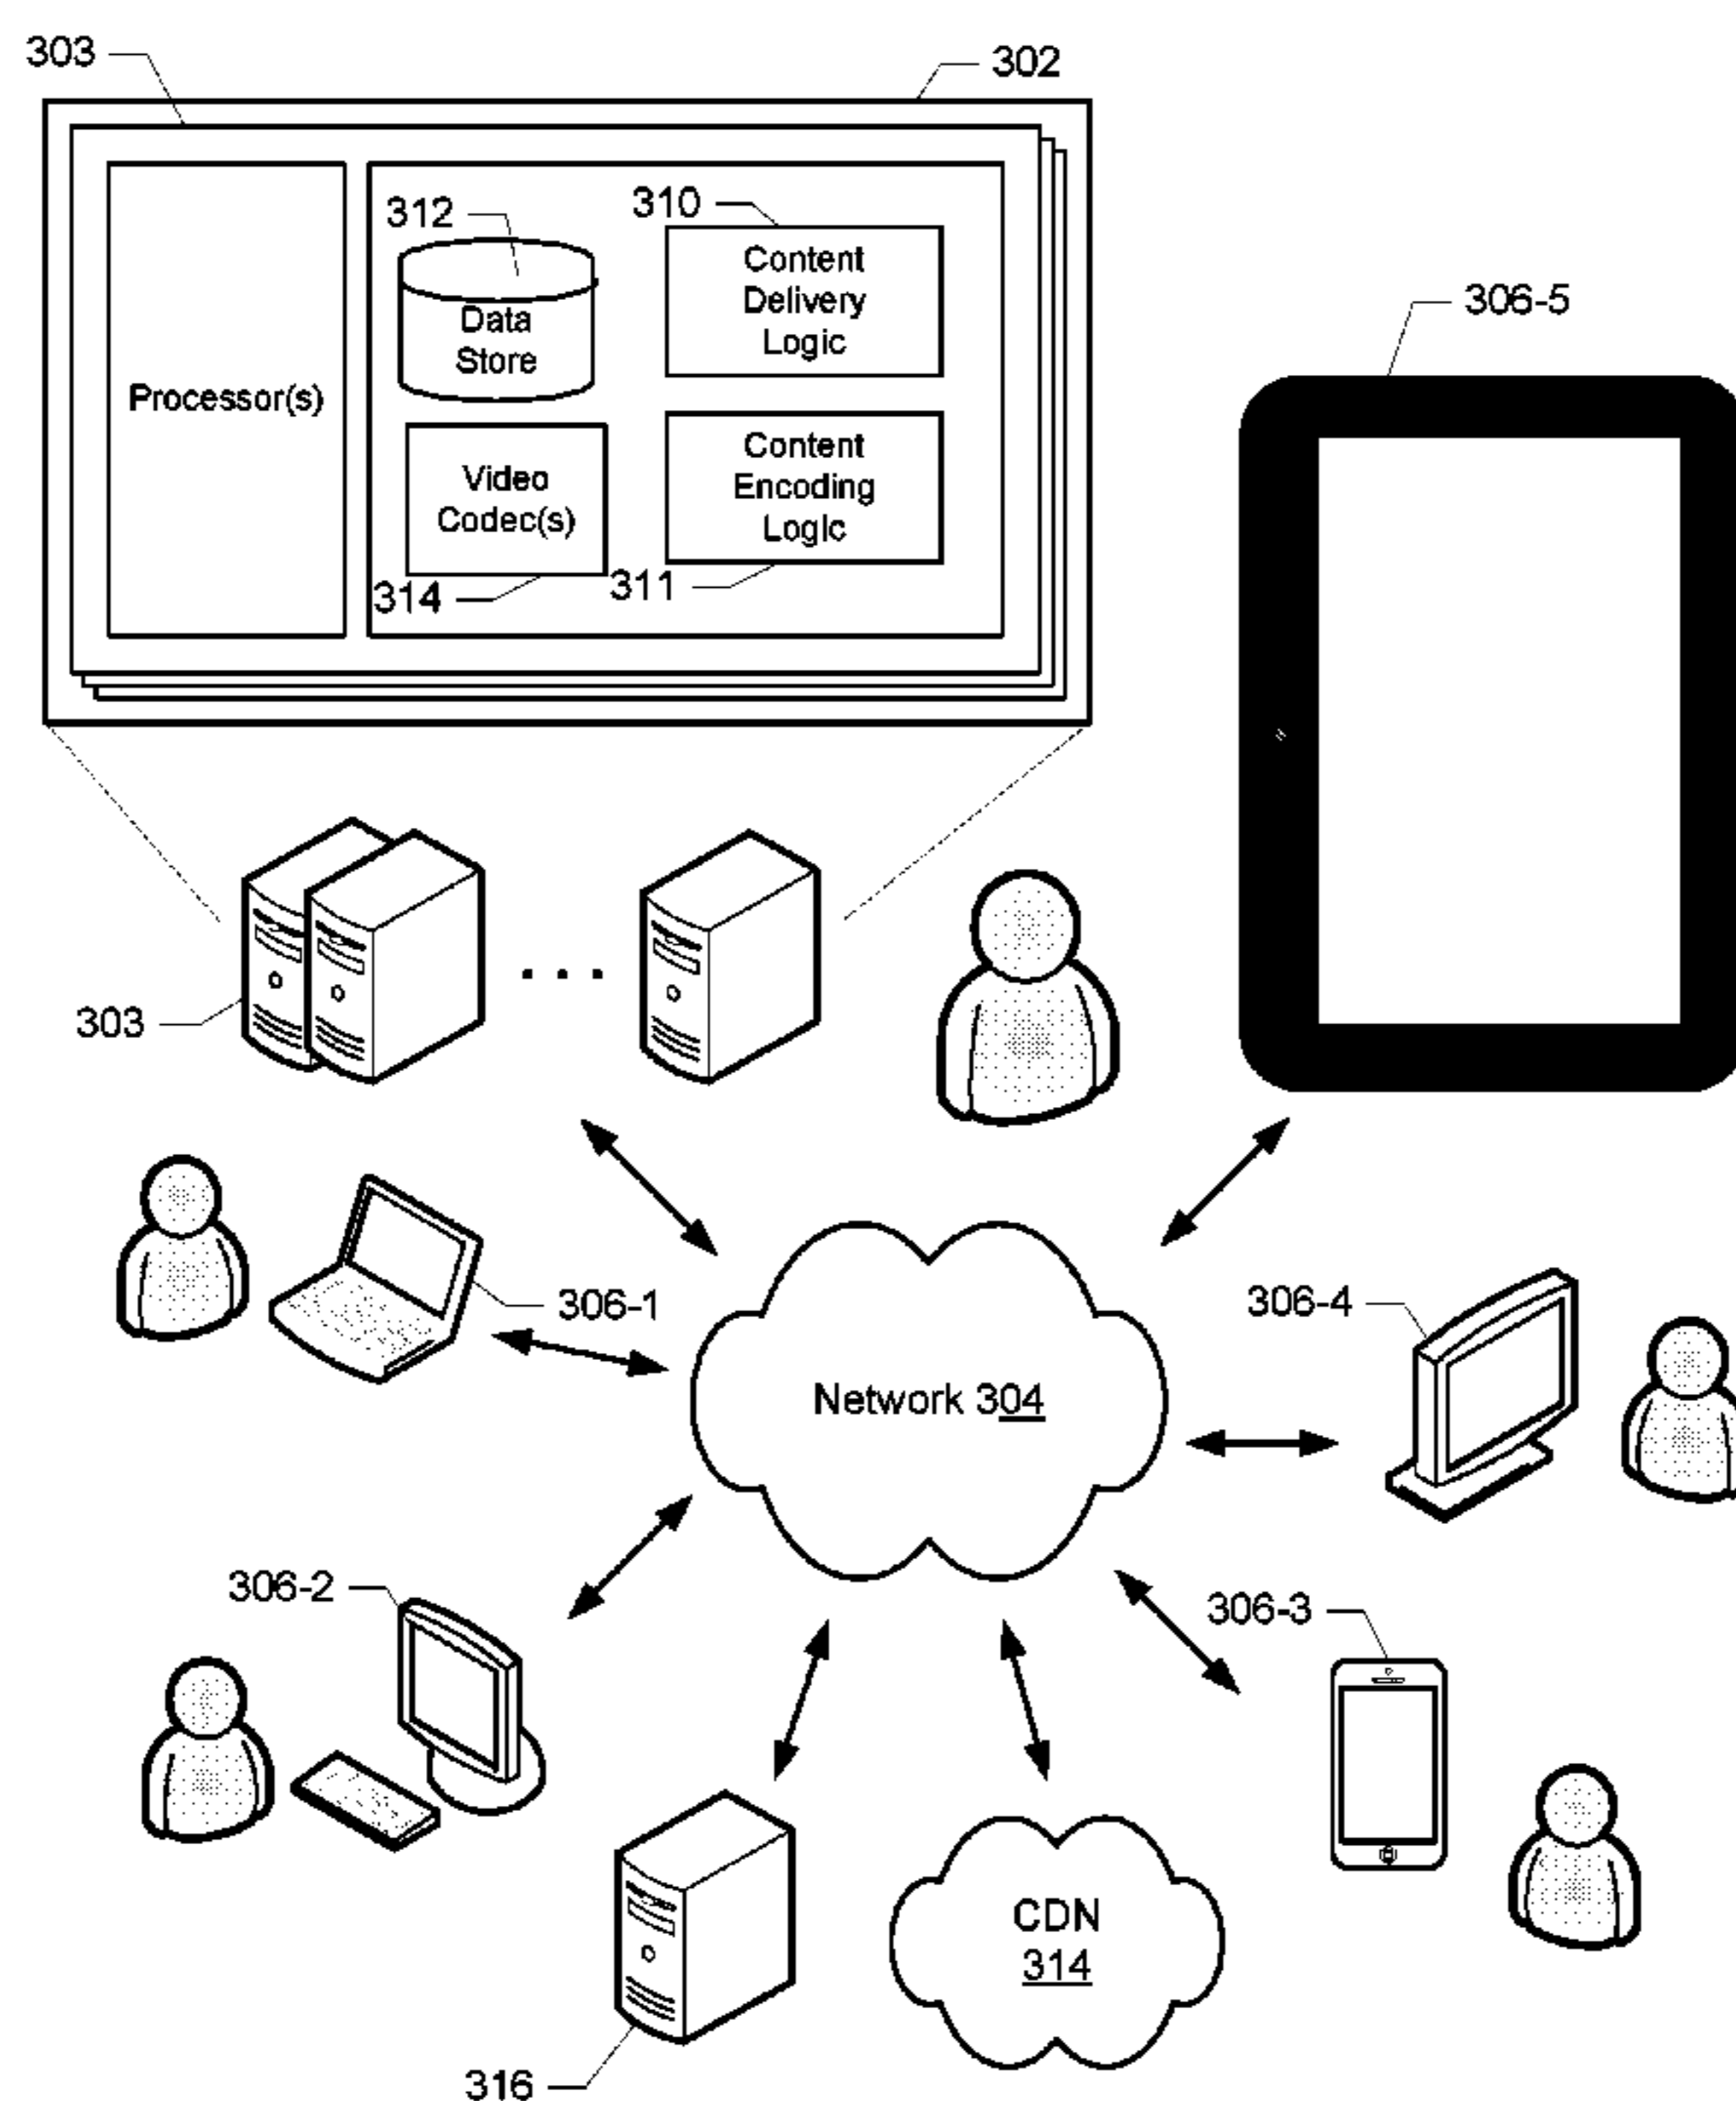 303
302
312
310
Content
Delivery
Logic
306-5
Data
Store
Processor(s)
Content
Encoding
Logic
Video
Codec(s)
314
311
303
306-1
306-4
Network 304
306-2
306-3
CDN
314
316